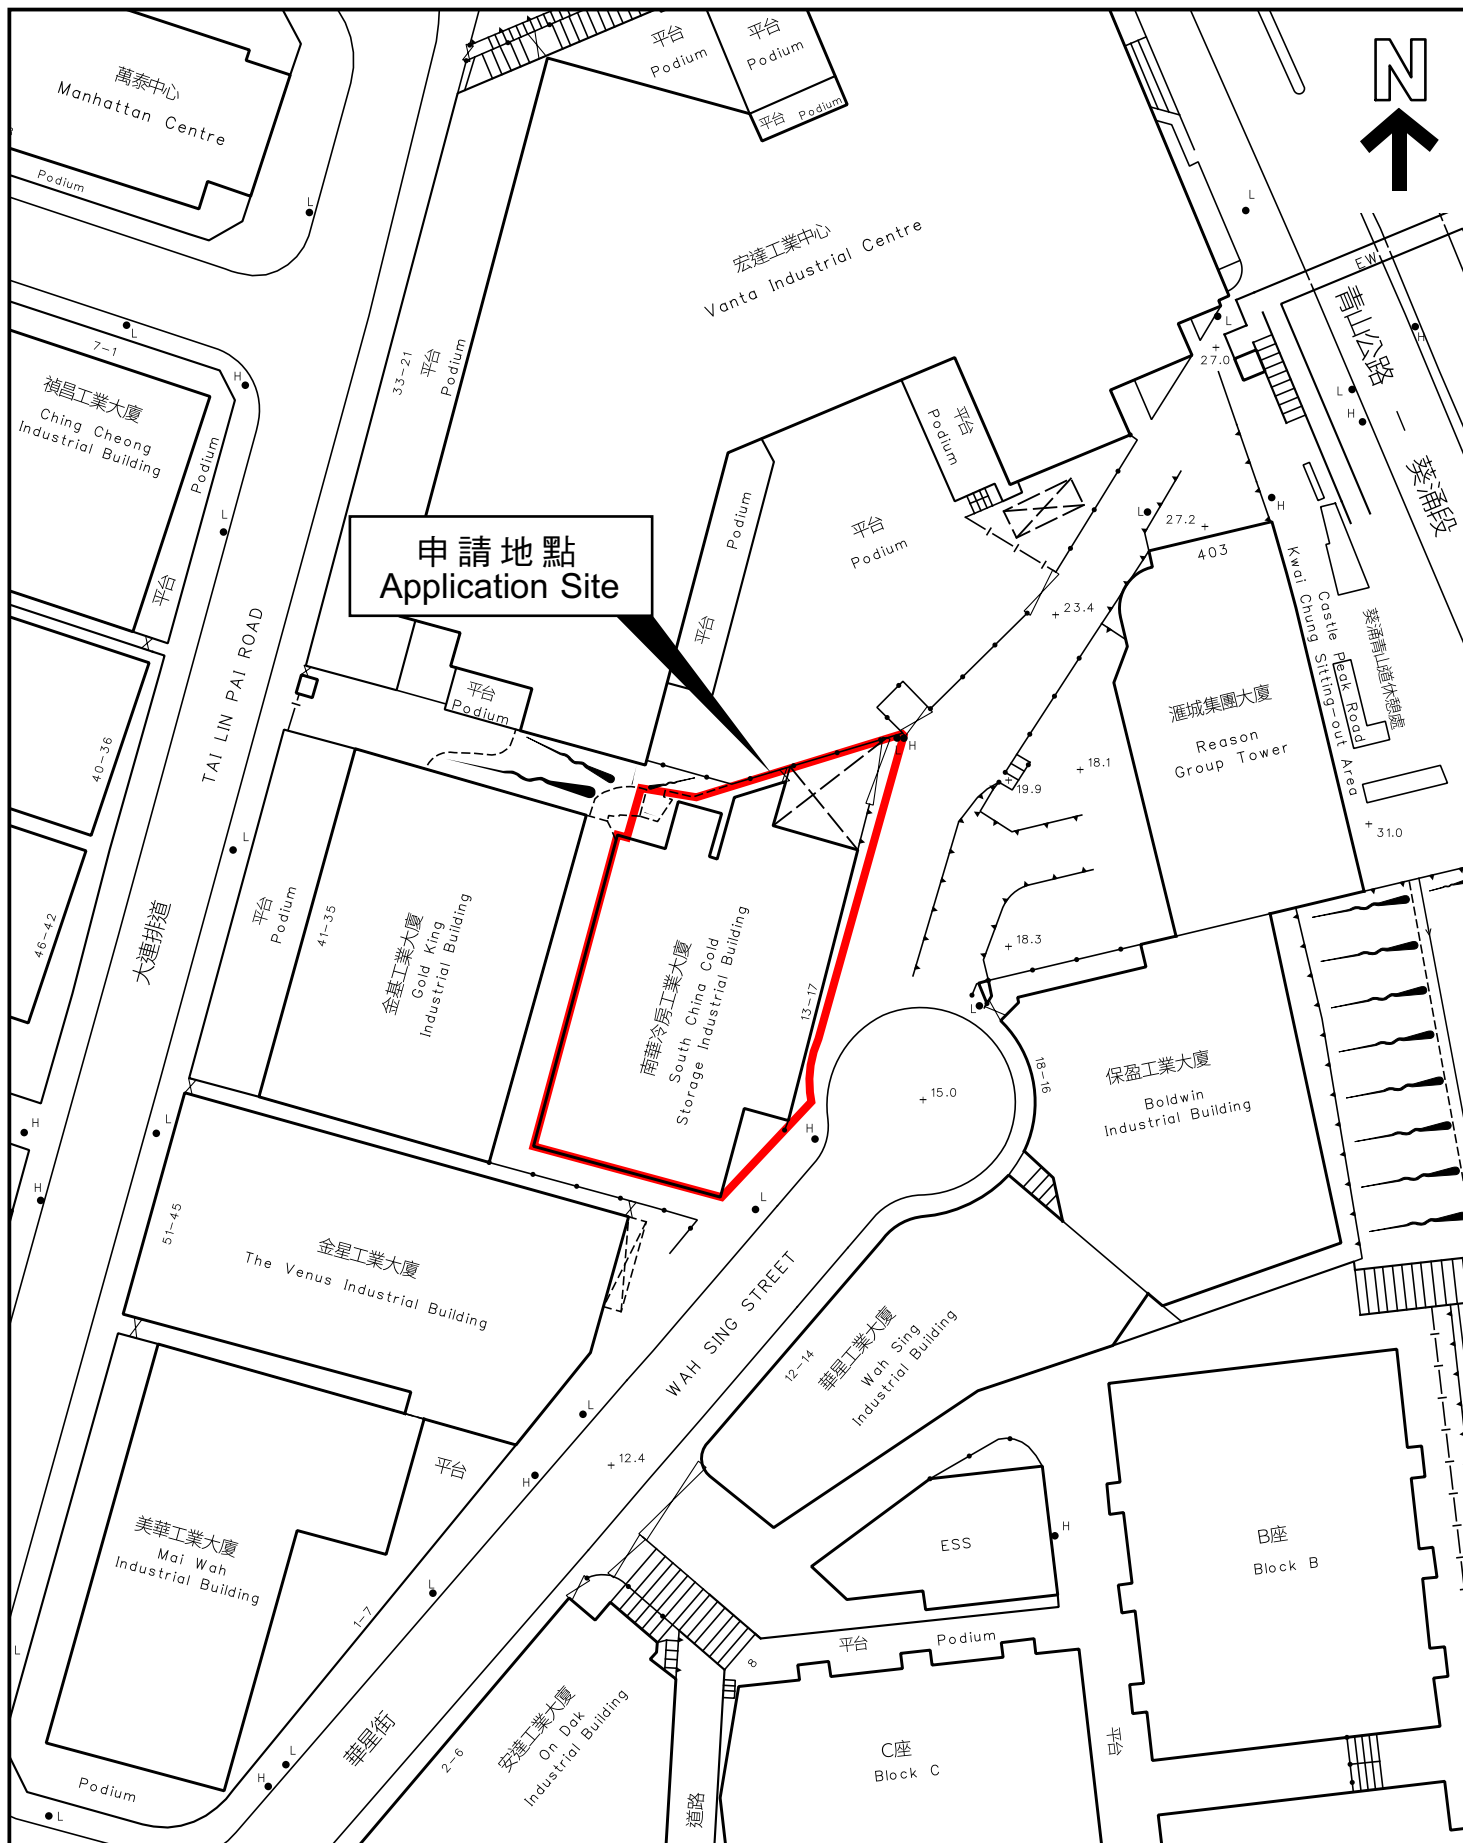 萬泰中心
Manhattan Centre
Podium
平台
Podium
平台
Podium
平台 Podium
N
宏達工業中心
Vanta Industrial Centre
EW
青山公路 — 葵涌段
7-1
禎昌工業大廈
Ching Cheong
Industrial Building
Podium
平台
33-21
平台
Podium
平台
Podium
27.0
27.2
403
申請地點
Application Site
Podium
平台
平台
Podium
23.4
Kwai Chung Sitting-out Area
Castle Peak Road
葵涌青山道休憩處
TAI LIN PAI ROAD
大連排道
平台
Podium
滙城集團大廈
Reason
Group Tower
18.1
19.9
31.0
18.3
40-36
46-42
平台
Podium
41-35
金基工業大廈
Gold King
Industrial Building
南華冷房工業大廈
South China Cold
Storage Industrial Building
13-17
15.0
18-16
保盈工業大廈
Boldwin
Industrial Building
51-45
金星工業大廈
The Venus Industrial Building
WAH SING STREET
華星街
12-14
華星工業大廈
Wah Sing
Industrial Building
12.4
平台
美華工業大廈
Mai Wah
Industrial Building
1-7
Podium
2-6
安達工業大廈
On Dak
Industrial Building
道路
8
ESS
平台 Podium
B座
Block B
C座
Block C
平台
L
L
H
L
L
L
H
L
H
L
H
H
L
H
L
H
L
H
L
H
L
L
H
L
L
H
L
H
L
H